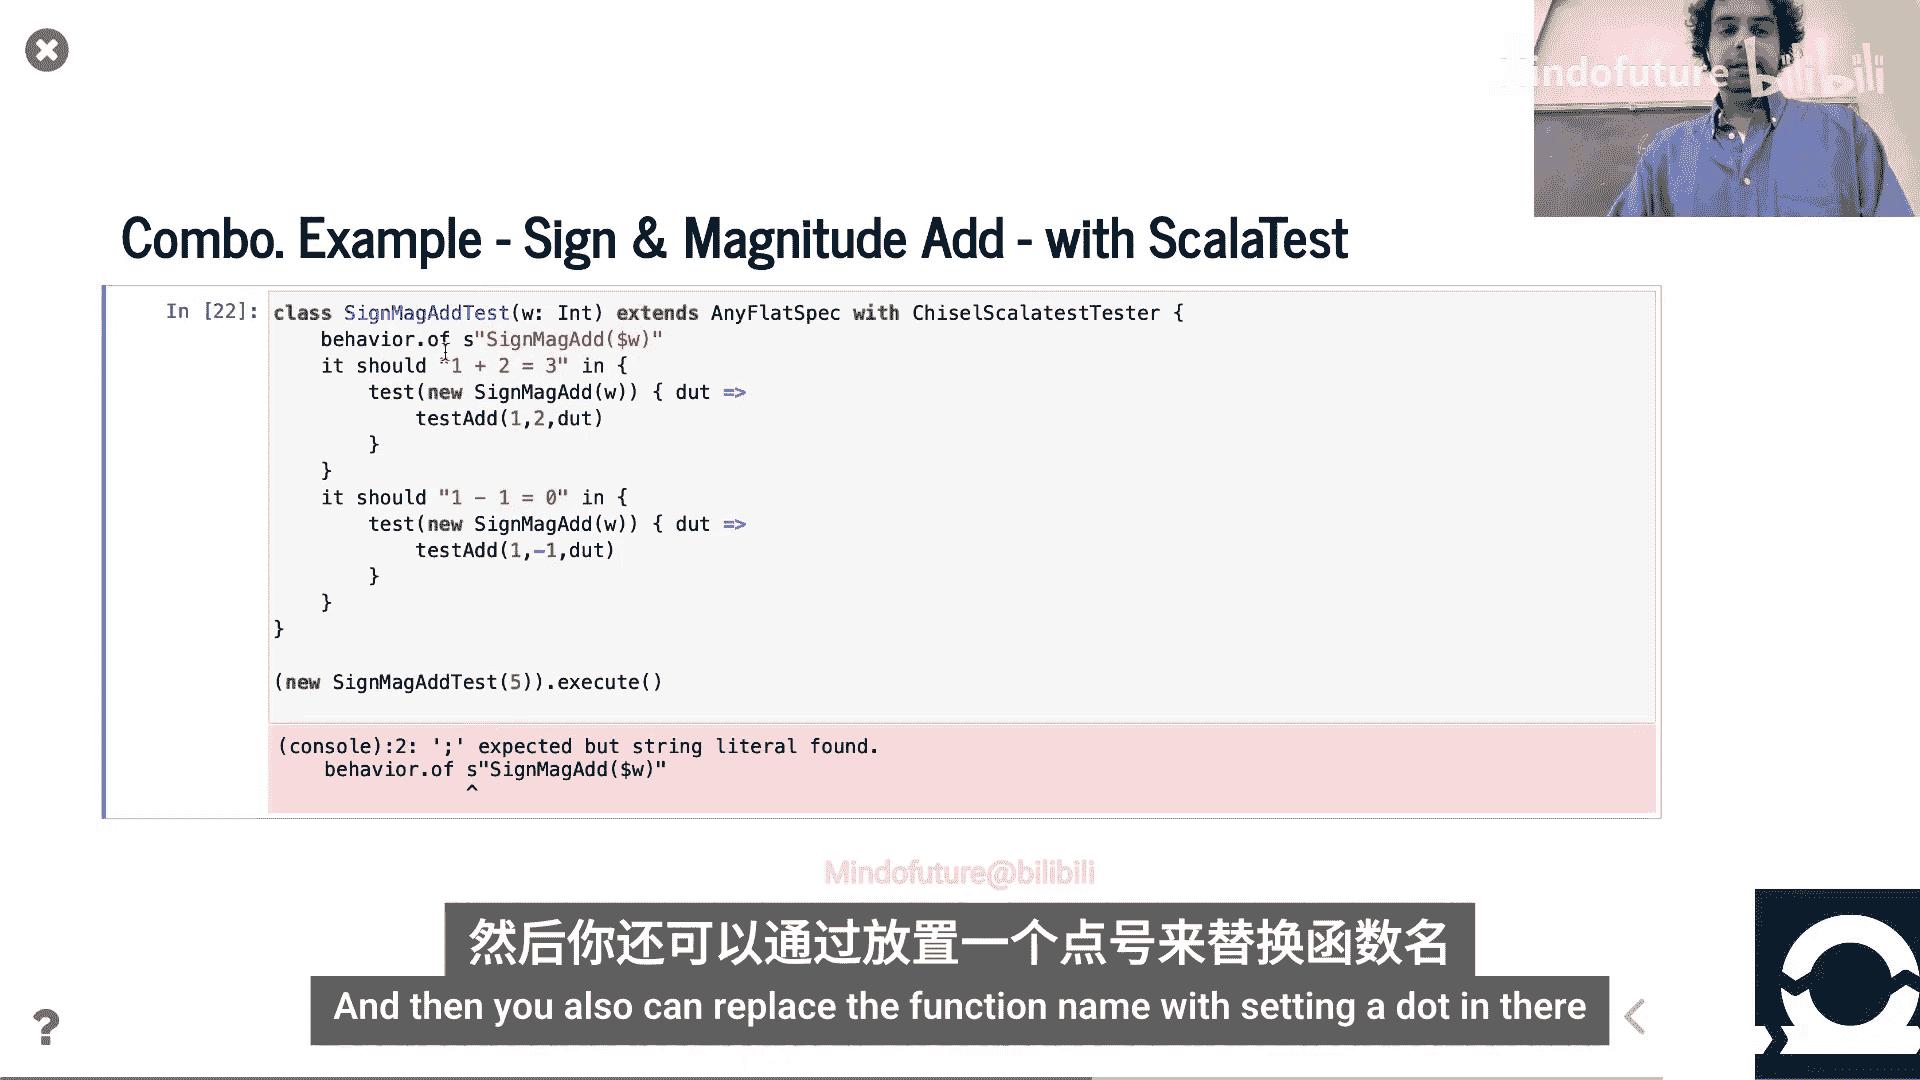 indofuture bilibili
Combo. Example - Sign & Magnitude Add - with ScalaTest
In [22]:
class SignMagAddTest(w: Int) extends AnyFlatSpec with ChiselScalatestTester {
    behavior.of s"SignMagAdd($w)"
    it should "1 + 2 = 3" in {
        test(new SignMagAdd(w)) { dut =>
            testAdd(1,2,dut)
        }
    }
    it should "1 - 1 = 0" in {
        test(new SignMagAdd(w)) { dut =>
            testAdd(1,-1,dut)
        }
    }
}
(new SignMagAddTest(5)).execute()
(console):2: ';' expected but string literal found.
    behavior.of s"SignMagAdd($w)"
                ^
Mindofuture@bilibili
然后你还可以通过放置一个点号来替换函数名
And then you also can replace the function name with setting a dot in there
?